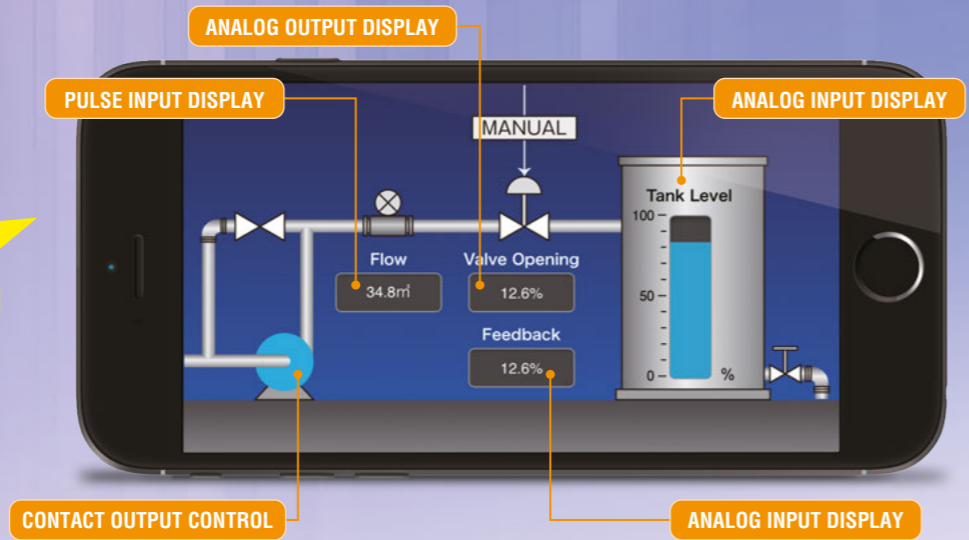 ANALOG OUTPUT DISPLAY
PULSE INPUT DISPLAY
ANALOG INPUT DISPLAY
MANUAL
Tank Level
100
50
0
%
Flow
34.8㎥
Valve Opening
12.6%
Feedback
12.6%
CONTACT OUTPUT CONTROL
ANALOG INPUT DISPLAY